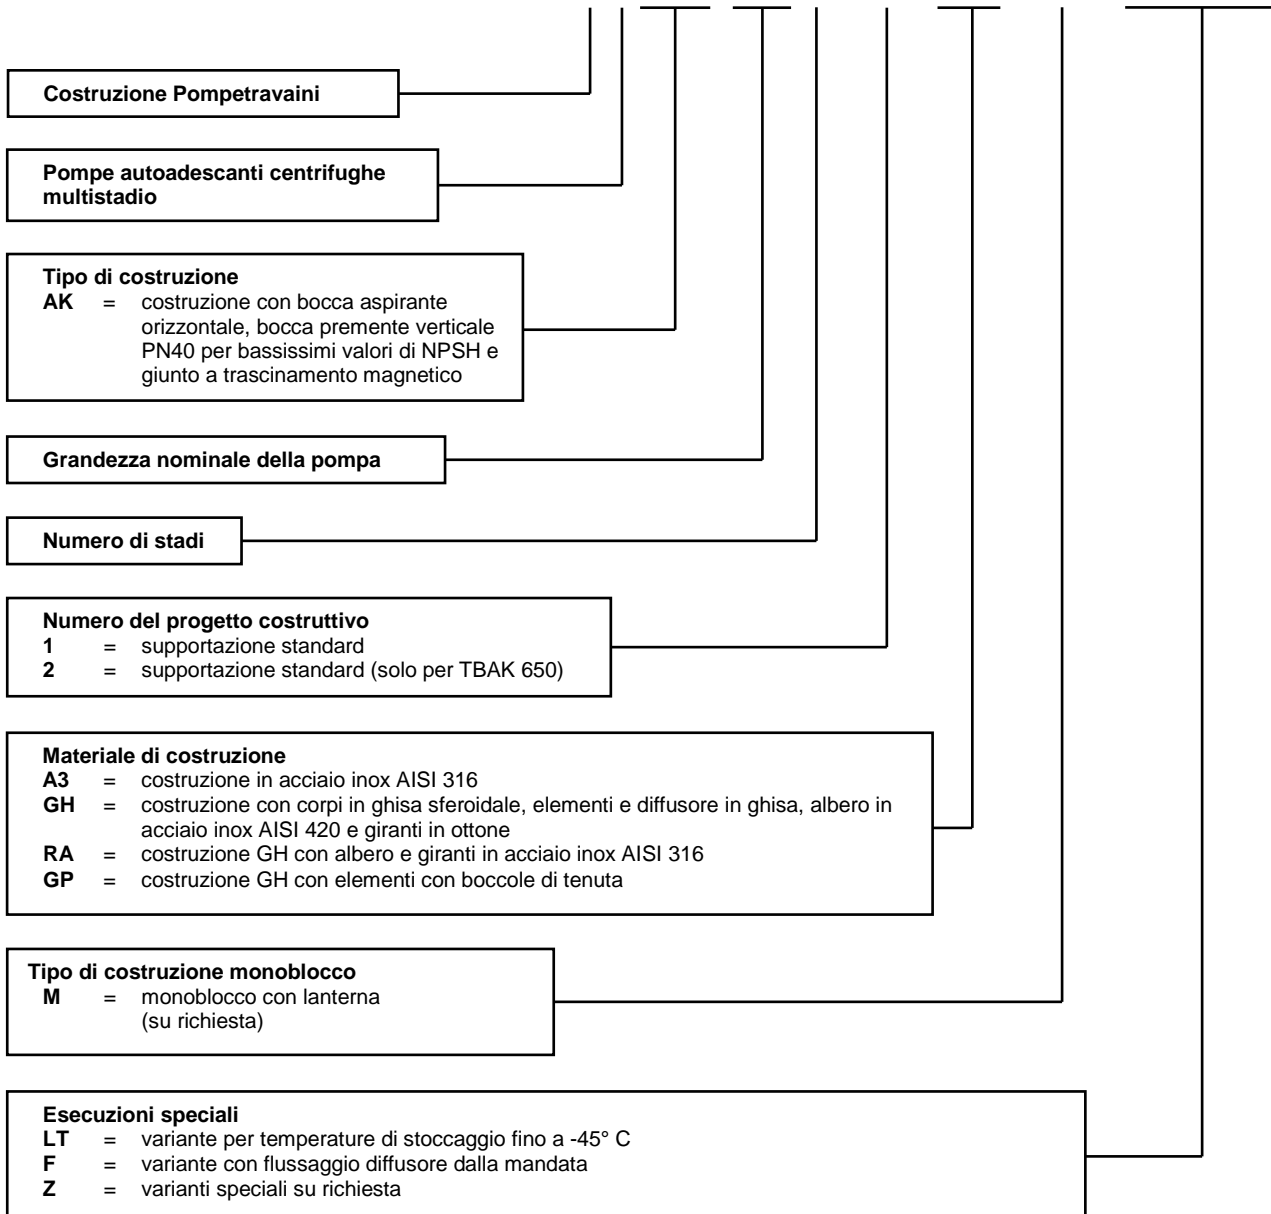 Costruzione Pompetravaini
Pompe autoadescanti centrifughe
multistadio
Tipo di costruzione
AK = costruzione con bocca aspirante
orizzontale, bocca premente verticale
PN40 per bassissimi valori di NPSH e
giunto a trascinamento magnetico
Grandezza nominale della pompa
Numero di stadi
Numero del progetto costruttivo
1 = supportazione standard
2 = supportazione standard (solo per TBAK 650)
Materiale di costruzione
A3 = costruzione in acciaio inox AISI 316
GH = costruzione con corpi in ghisa sferoidale, elementi e diffusore in ghisa, albero in
acciaio inox AISI 420 e giranti in ottone
RA = costruzione GH con albero e giranti in acciaio inox AISI 316
GP = costruzione GH con elementi con boccole di tenuta
Tipo di costruzione monoblocco
M = monoblocco con lanterna
(su richiesta)
Esecuzioni speciali
LT = variante per temperature di stoccaggio fino a -45° C
F = variante con flussaggio diffusore dalla mandata
Z = varianti speciali su richiesta